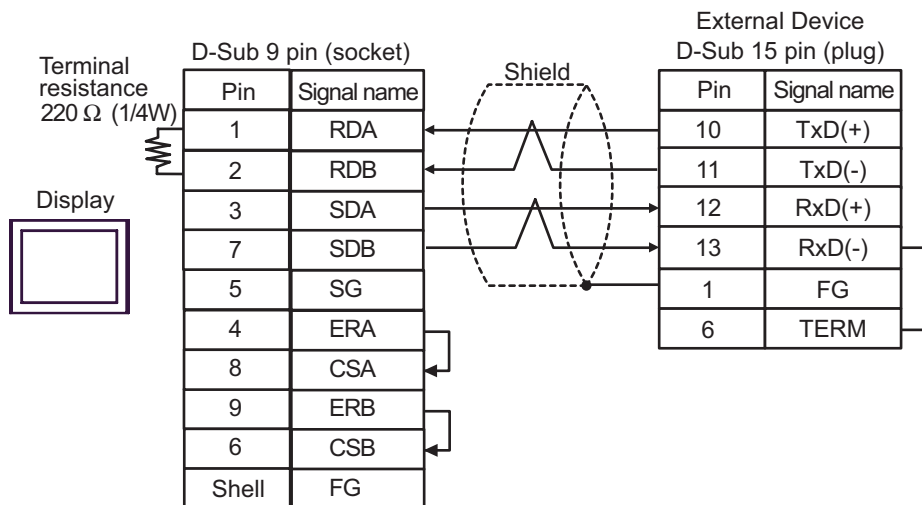 External Device
D-Sub 9 pin (socket)
D-Sub 15 pin (plug)
Terminal
resistance
220 Ω (1/4W)
Shield
Display
Pin Signal name
1 RDA
2 RDB
3 SDA
7 SDB
5 SG
4 ERA
8 CSA
9 ERB
6 CSB
Shell FG
Pin Signal name
10 TxD(+)
11 TxD(-)
12 RxD(+)
13 RxD(-)
1 FG
6 TERM